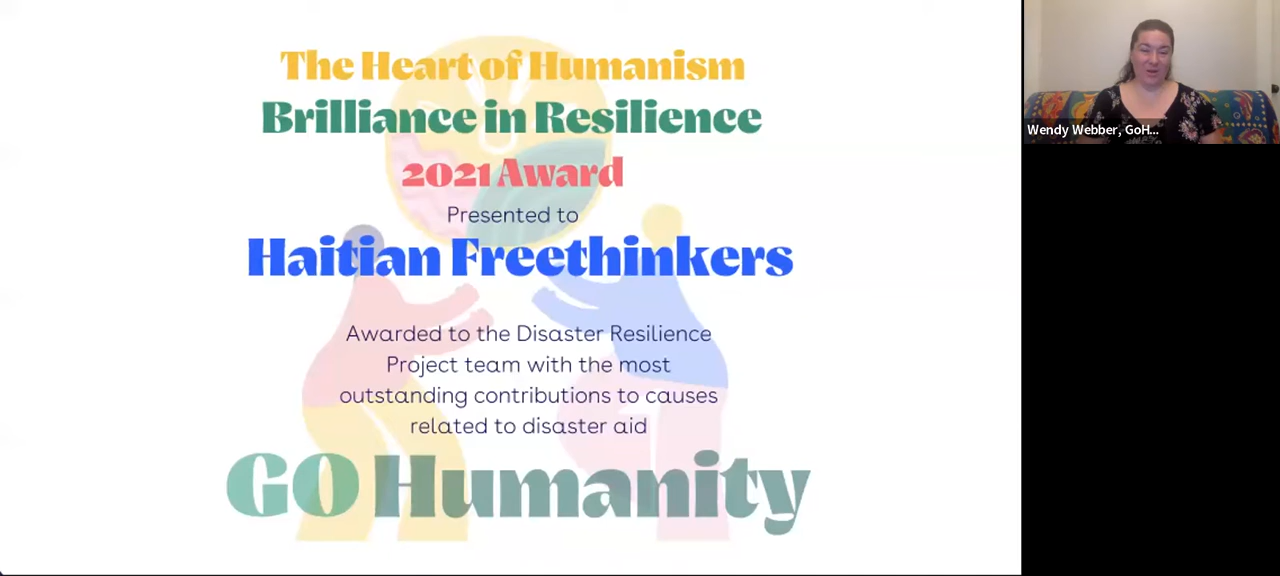 The Heart of Humanism
Brilliance in Resilience
2021 Award
Presented to
Haitian Freethinkers
Awarded to the Disaster Resilience
Project team with the most
outstanding contributions to causes
related to disaster aid
GO Humanity
Wendy Webber, GoH...